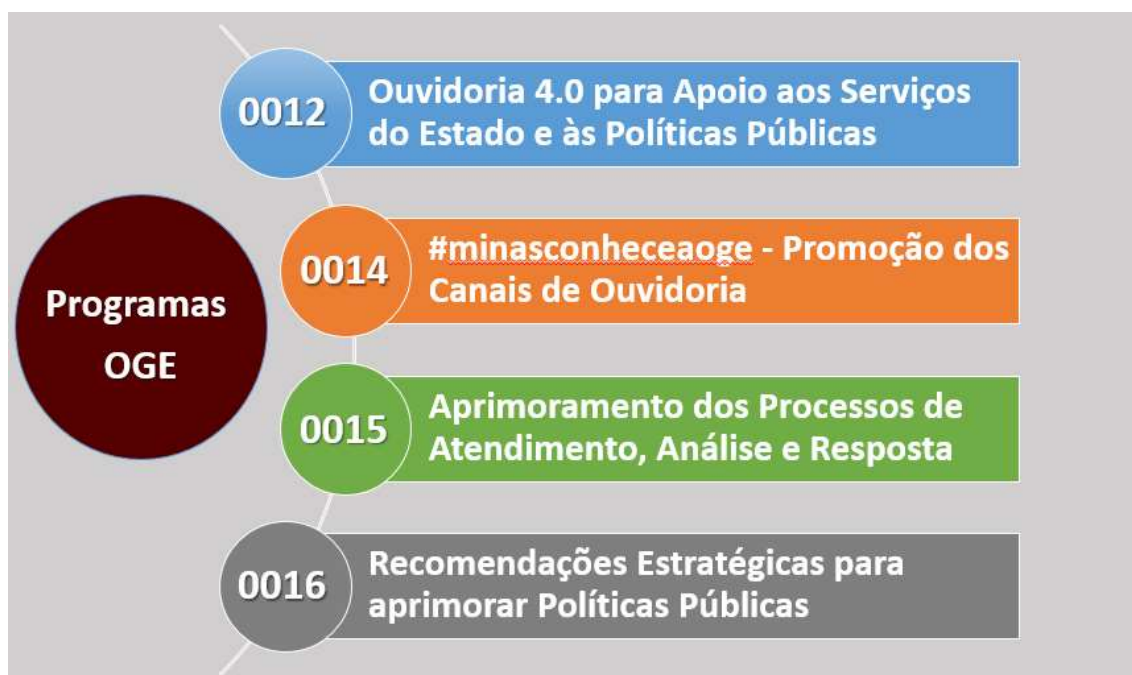 Programas
OGE
0012
Ouvidoria 4.0 para Apoio aos Serviços
do Estado e às Políticas Públicas
0014
#minasconheceaoge - Promoção dos
Canais de Ouvidoria
0015
Aprimoramento dos Processos de
Atendimento, Análise e Resposta
0016
Recomendações Estratégicas para
aprimorar Políticas Públicas